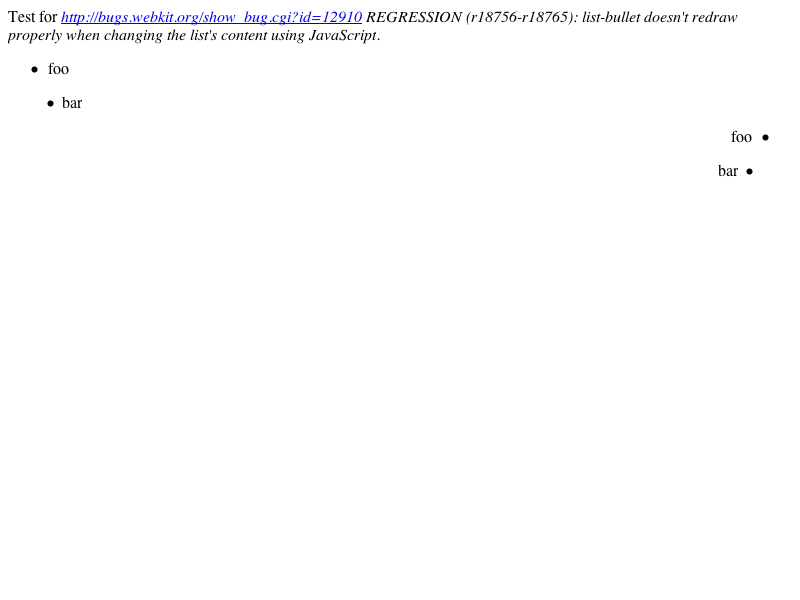 Test for http://bugs.webkit.org/show_bug.cgi?id=12910 REGRESSION (r18756-r18765): list-bullet doesn't redraw
properly when changing the list's content using JavaScript.
• foo
• bar
foo •
bar •